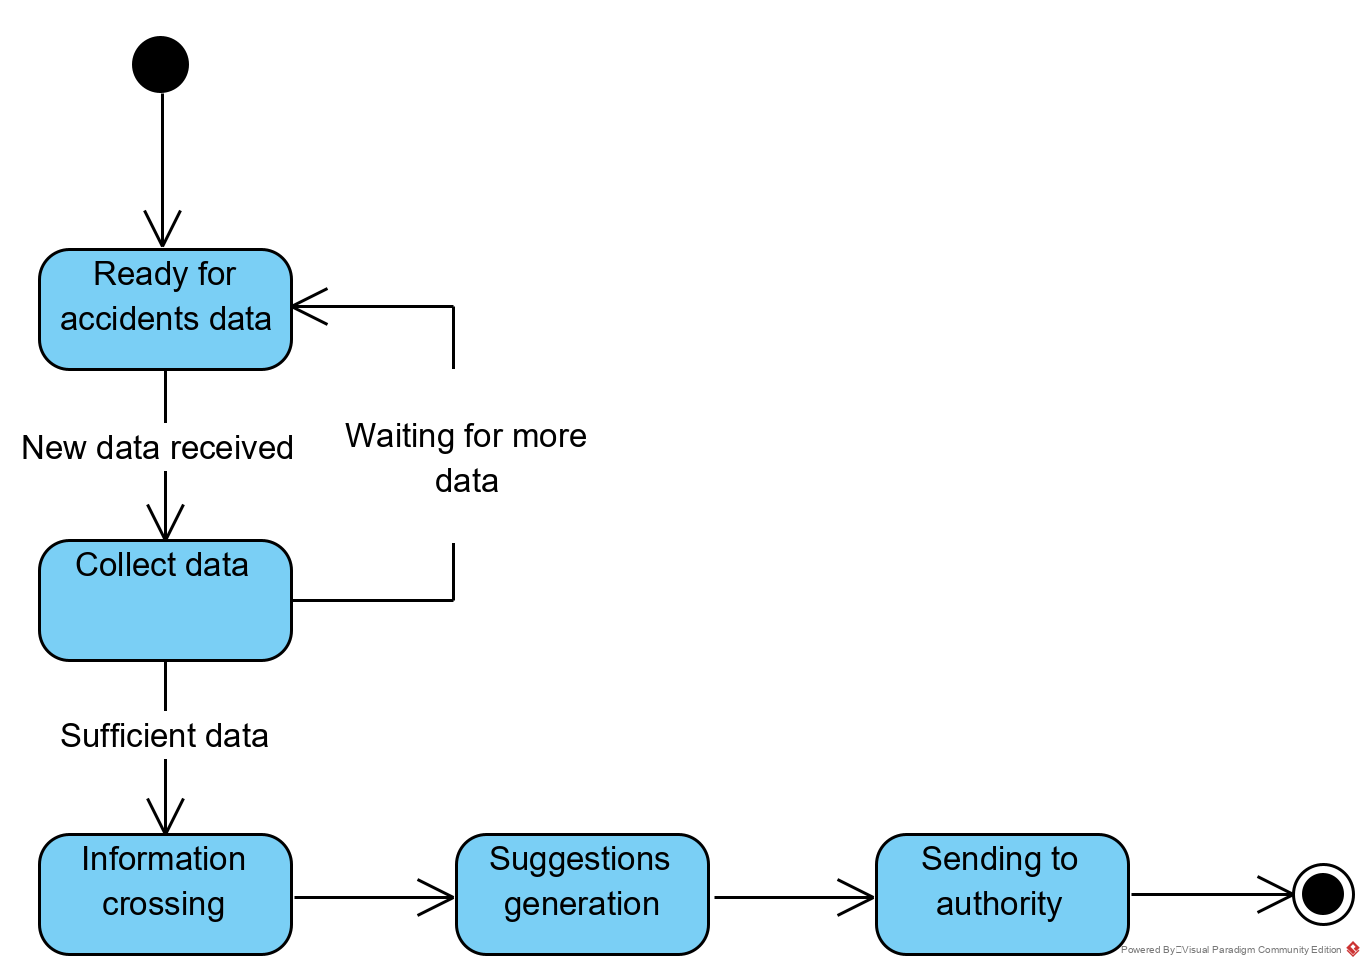 Ready for
accidents data
New data received
Waiting for more
data
Collect data
Sufficient data
Information
crossing
Suggestions
generation
Sending to
authority
Powered By Visual Paradigm Community Edition